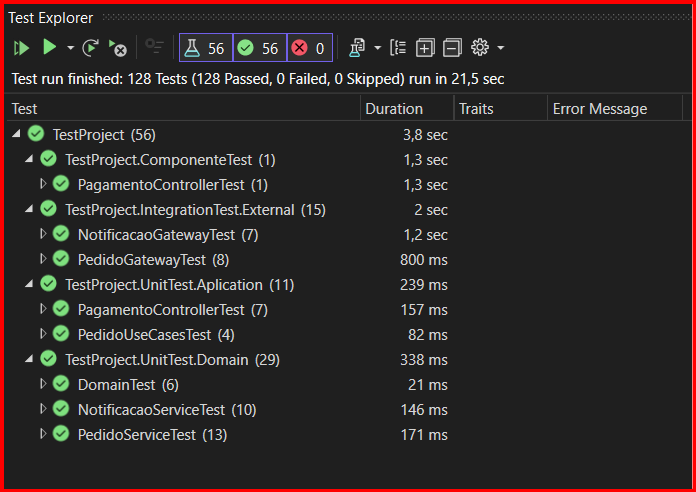 Test Explorer
56 56 0
Test run finished: 128 Tests (128 Passed, 0 Failed, 0 Skipped) run in 21,5 sec
Test Duration Traits Error Message
TestProject (56) 3,8 sec
TestProject.ComponenteTest (1) 1,3 sec
PagamentoControllerTest (1) 1,3 sec
TestProject.IntegrationTest.External (15) 2 sec
NotificacaoGatewayTest (7) 1,2 sec
PedidoGatewayTest (8) 800 ms
TestProject.UnitTest.Aplication (11) 239 ms
PagamentoControllerTest (7) 157 ms
PedidoUseCasesTest (4) 82 ms
TestProject.UnitTest.Domain (29) 338 ms
DomainTest (6) 21 ms
NotificacaoServiceTest (10) 146 ms
PedidoServiceTest (13) 171 ms